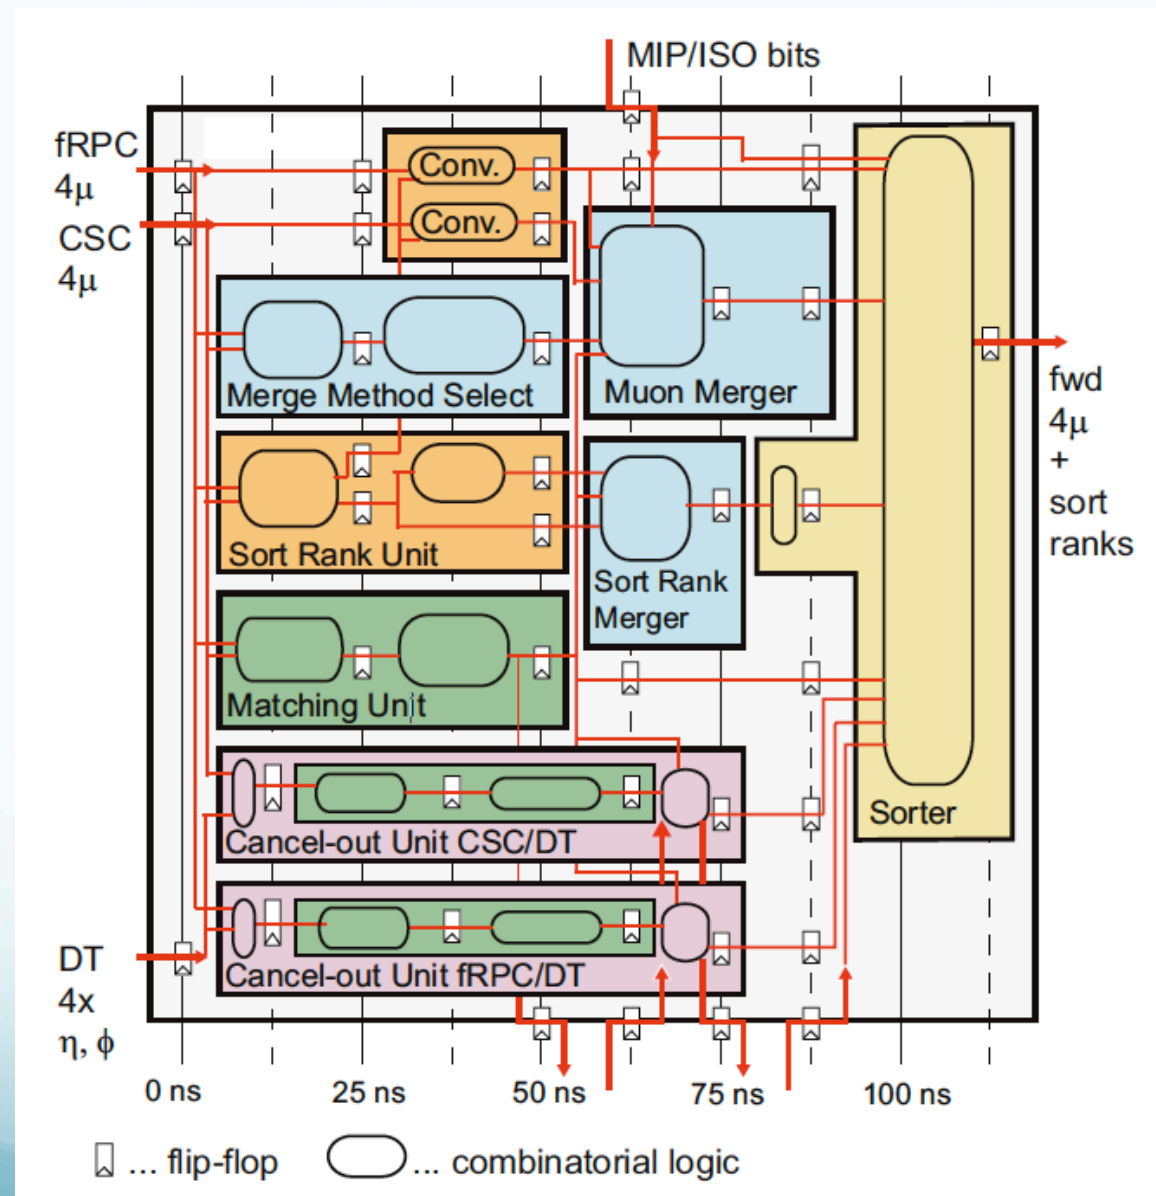 MIP/ISO bits
fRPC
4μ
CSC
4μ
Conv.
Conv.
Merge Method Select
Muon Merger
Sort Rank Unit
Sort Rank
Merger
Matching Unit
Cancel-out Unit CSC/DT
Cancel-out Unit fRPC/DT
Sorter
fwd
4μ
+
sort
ranks
DT
4x
η, ϕ
0 ns
25 ns
50 ns
75 ns
100 ns
... flip-flop
... combinatorial logic